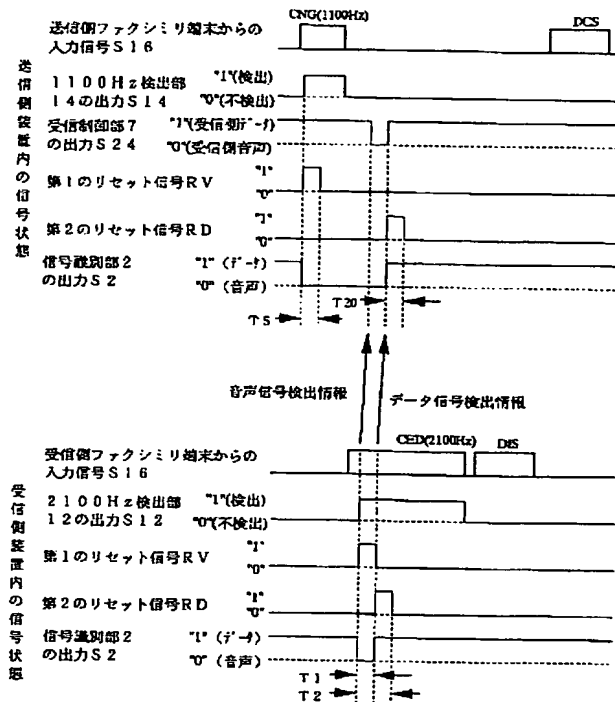 CNG(1100Hz)
DCS
送信側ファクシミリ端末からの
入力信号S16
送信側装置内の信号状態
1100Hz検出部
14の出力S14
"1"(検出)
"0"(不検出)
受信制御部7
の出力S24
"1"(受信側データ)
"0"(受信側音声)
第1のリセット信号RV
"1"
"0"
第2のリセット信号RD
"1"
"0"
信号識別部2
の出力S2
"1"(データ)
"0"(音声)
T20
T5
音声信号検出情報
データ信号検出情報
受信側ファクシミリ端末からの
入力信号S16
CED(2100Hz)
DIS
受信側装置内の信号状態
2100Hz検出部
12の出力S12
"1"(検出)
"0"(不検出)
第1のリセット信号RV
"1"
"0"
第2のリセット信号RD
"1"
"0"
信号識別部2
の出力S2
"1"(データ)
"0"(音声)
T1
T2